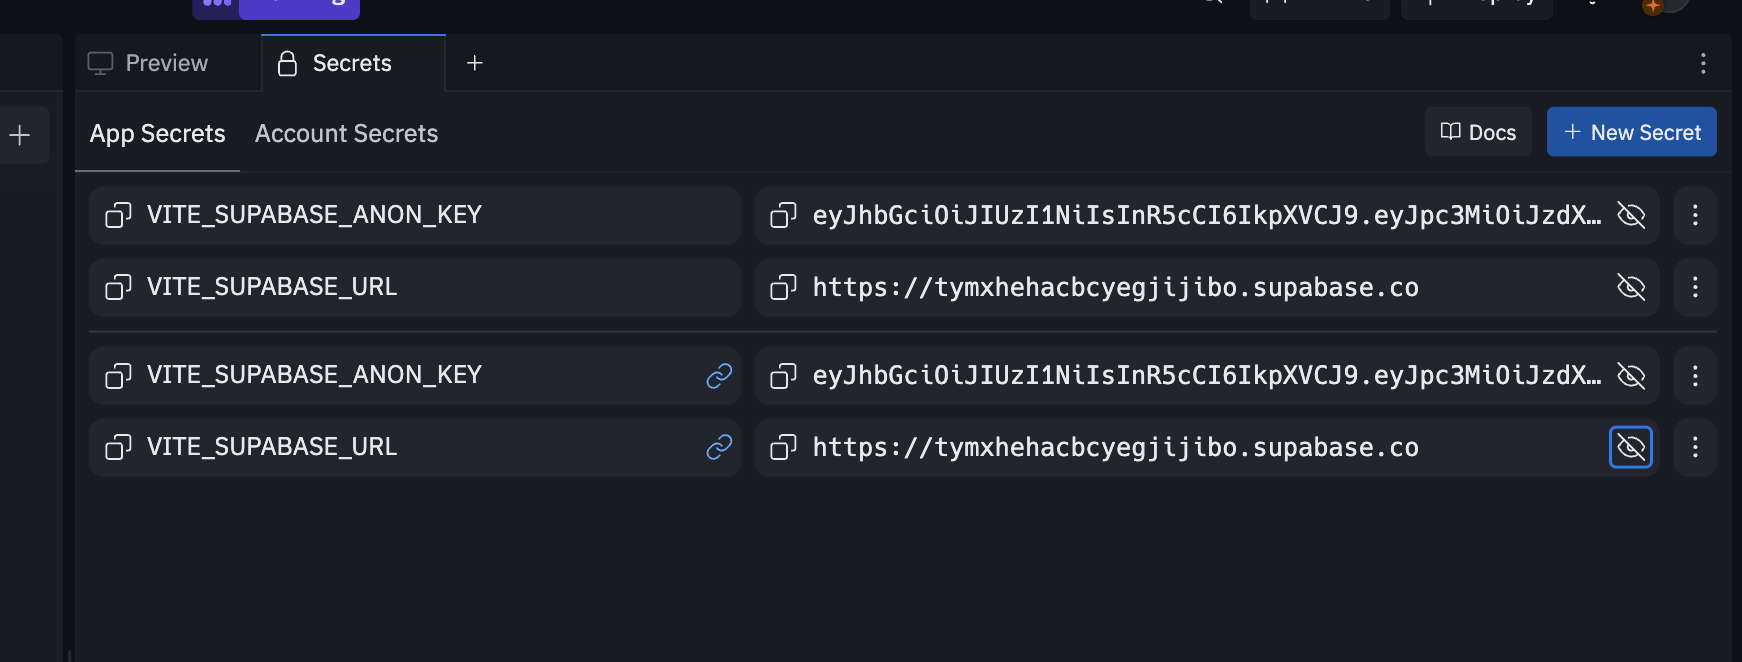 Preview
Secrets
App Secrets
Account Secrets
Docs
New Secret
VITE_SUPABASE_ANON_KEY
eyJhbGciOiJIUzI1NiIsInR5cCI6IkpXVCJ9.eyJpc3MiOiJzdX…
VITE_SUPABASE_URL
https://tymxhehacbcyegjijibo.supabase.co
VITE_SUPABASE_ANON_KEY
eyJhbGciOiJIUzI1NiIsInR5cCI6IkpXVCJ9.eyJpc3MiOiJzdX…
VITE_SUPABASE_URL
https://tymxhehacbcyegjijibo.supabase.co